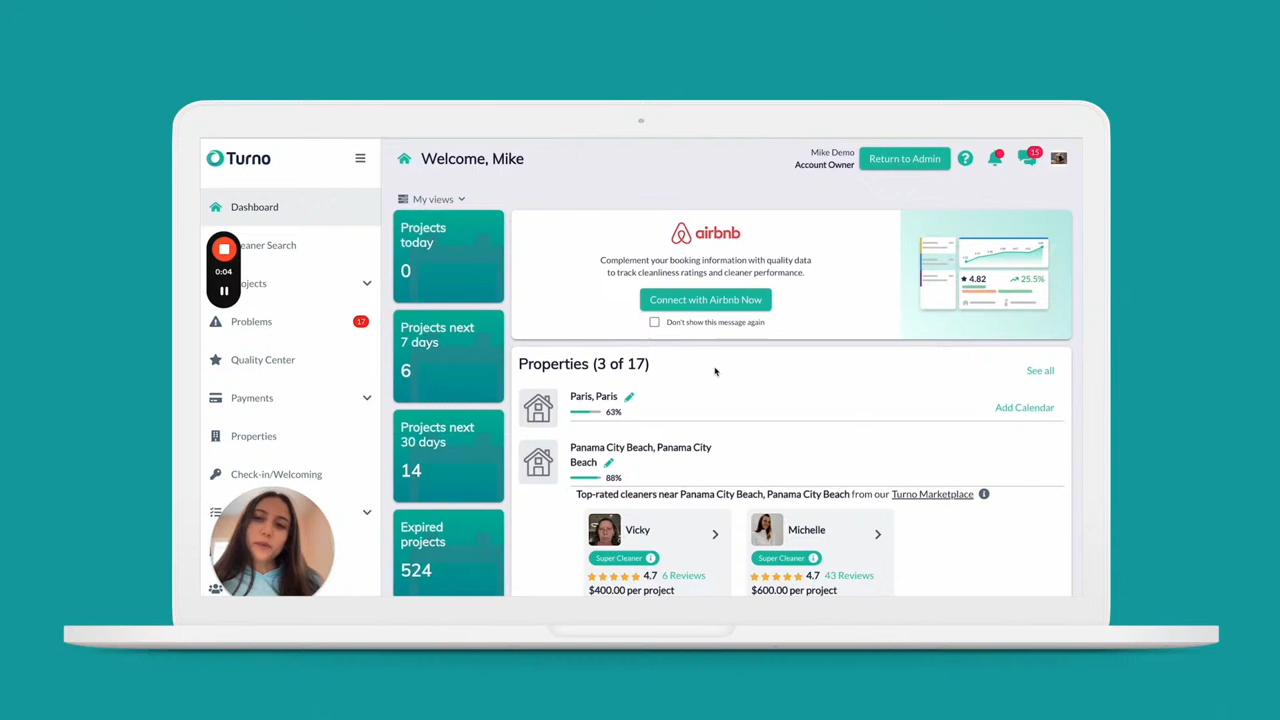 Turno
Welcome, Mike
Mike Demo
Account Owner
Return to Admin
?
15
My views
Dashboard
eaner Search
ojects
Problems
17
Quality Center
Payments
Properties
Check-in/Welcoming
0:04
Projects
today
0
Projects next
7 days
6
Projects next
30 days
14
Expired
projects
524
airbnb
Complement your booking information with quality data
to track cleanliness ratings and cleaner performance.
Connect with Airbnb Now
Don't show this message again
4.82
25.5%
Properties (3 of 17)
See all
Paris, Paris
63%
Add Calendar
Panama City Beach, Panama City
Beach
88%
Top-rated cleaners near Panama City Beach, Panama City Beach from our Turno Marketplace
Vicky
Super Cleaner
4.7 6 Reviews
$400.00 per project
Michelle
Super Cleaner
4.7 43 Reviews
$600.00 per project